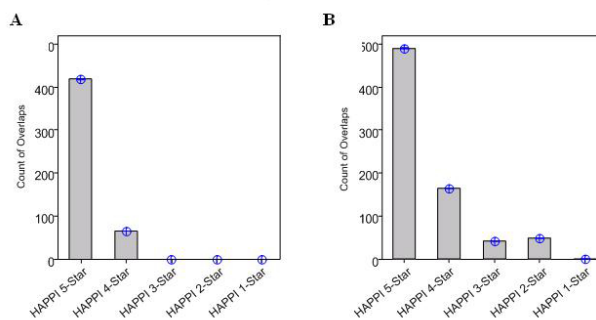 A
B
Count of Overlaps
0
400
300
200
100
0
HAPPI 5-Star
HAPPI 4-Star
HAPPI 3-Star
HAPPI 2-Star
HAPPI 1-Star
Count of Overlaps
500
400
300
200
100
0
HAPPI 5-Star
HAPPI 4-Star
HAPPI 3-Star
HAPPI 2-Star
HAPPI 1-Star